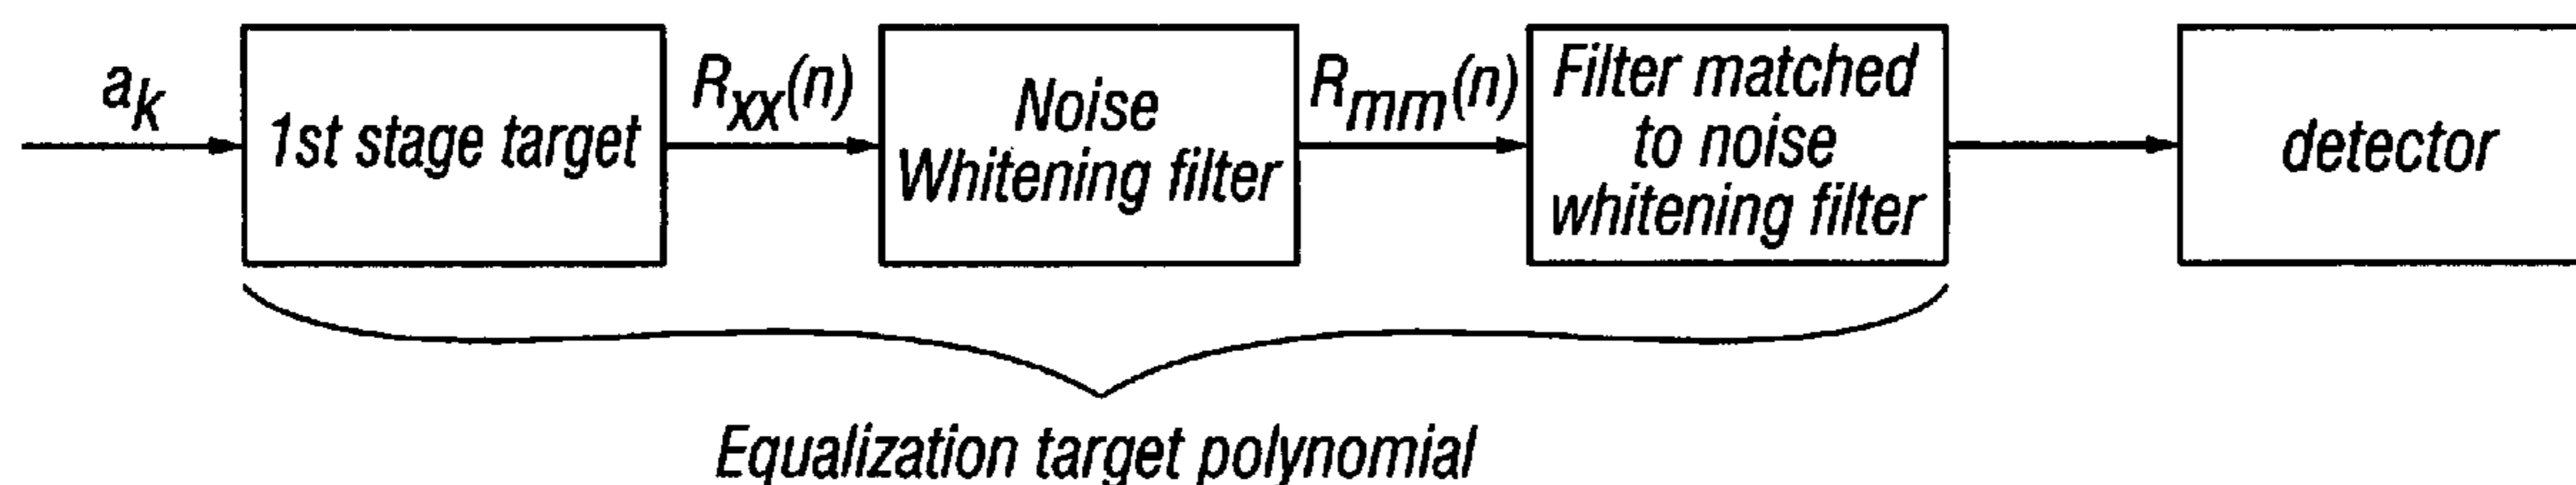 a_k
1st stage target
R_xx(n)
Noise
Whitening filter
R_mm(n)
Filter matched
to noise
whitening filter
detector
Equalization target polynomial